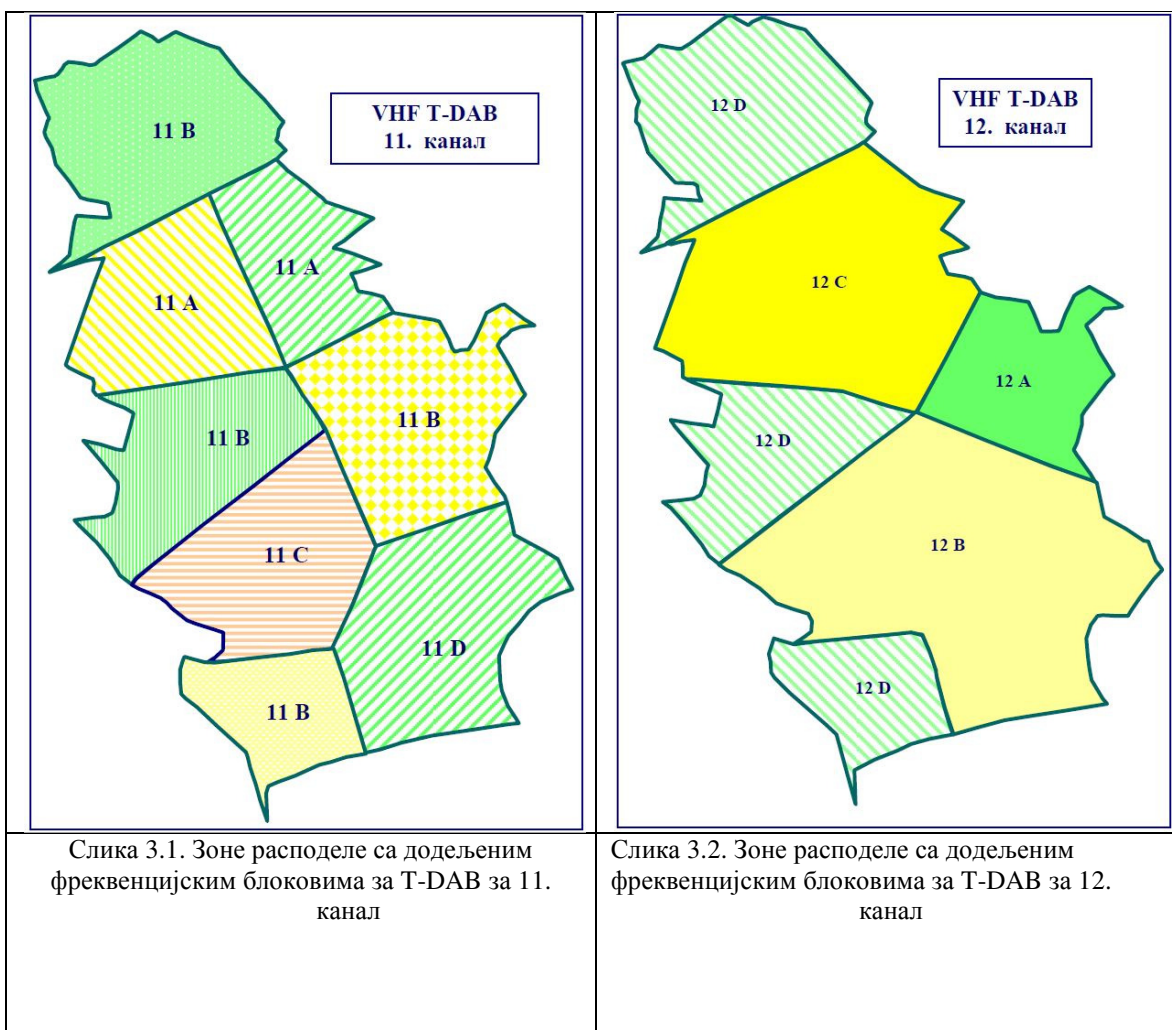 VHF T-DAB
11. канал
11 B
11 A
11 A
11 B
11 B
11 C
11 D
11 B
Слика 3.1. Зоне расподеле са додељеним
фреквенцијским блоковима за T-DAB за 11.
канал
VHF T-DAB
12. канал
12 D
12 C
12 A
12 D
12 B
12 D
Слика 3.2. Зоне расподеле са додељеним
фреквенцијским блоковима за T-DAB за 12.
канал